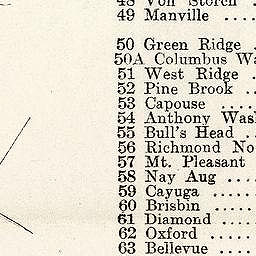 48 Von Storch ...
49 Manville ....
50 Green Ridge .
50A Columbus Wa
51 West Ridge .
52 Pine Brook ..
53 Capouse ....
54 Anthony Wash
55 Bull's Head ..
56 Richmond No
57 Mt. Pleasant
58 Nay Aug .....
59 Cayuga .....
60 Brisbin .....
61 Diamond ....
62 Oxford .....
63 Bellevue ....